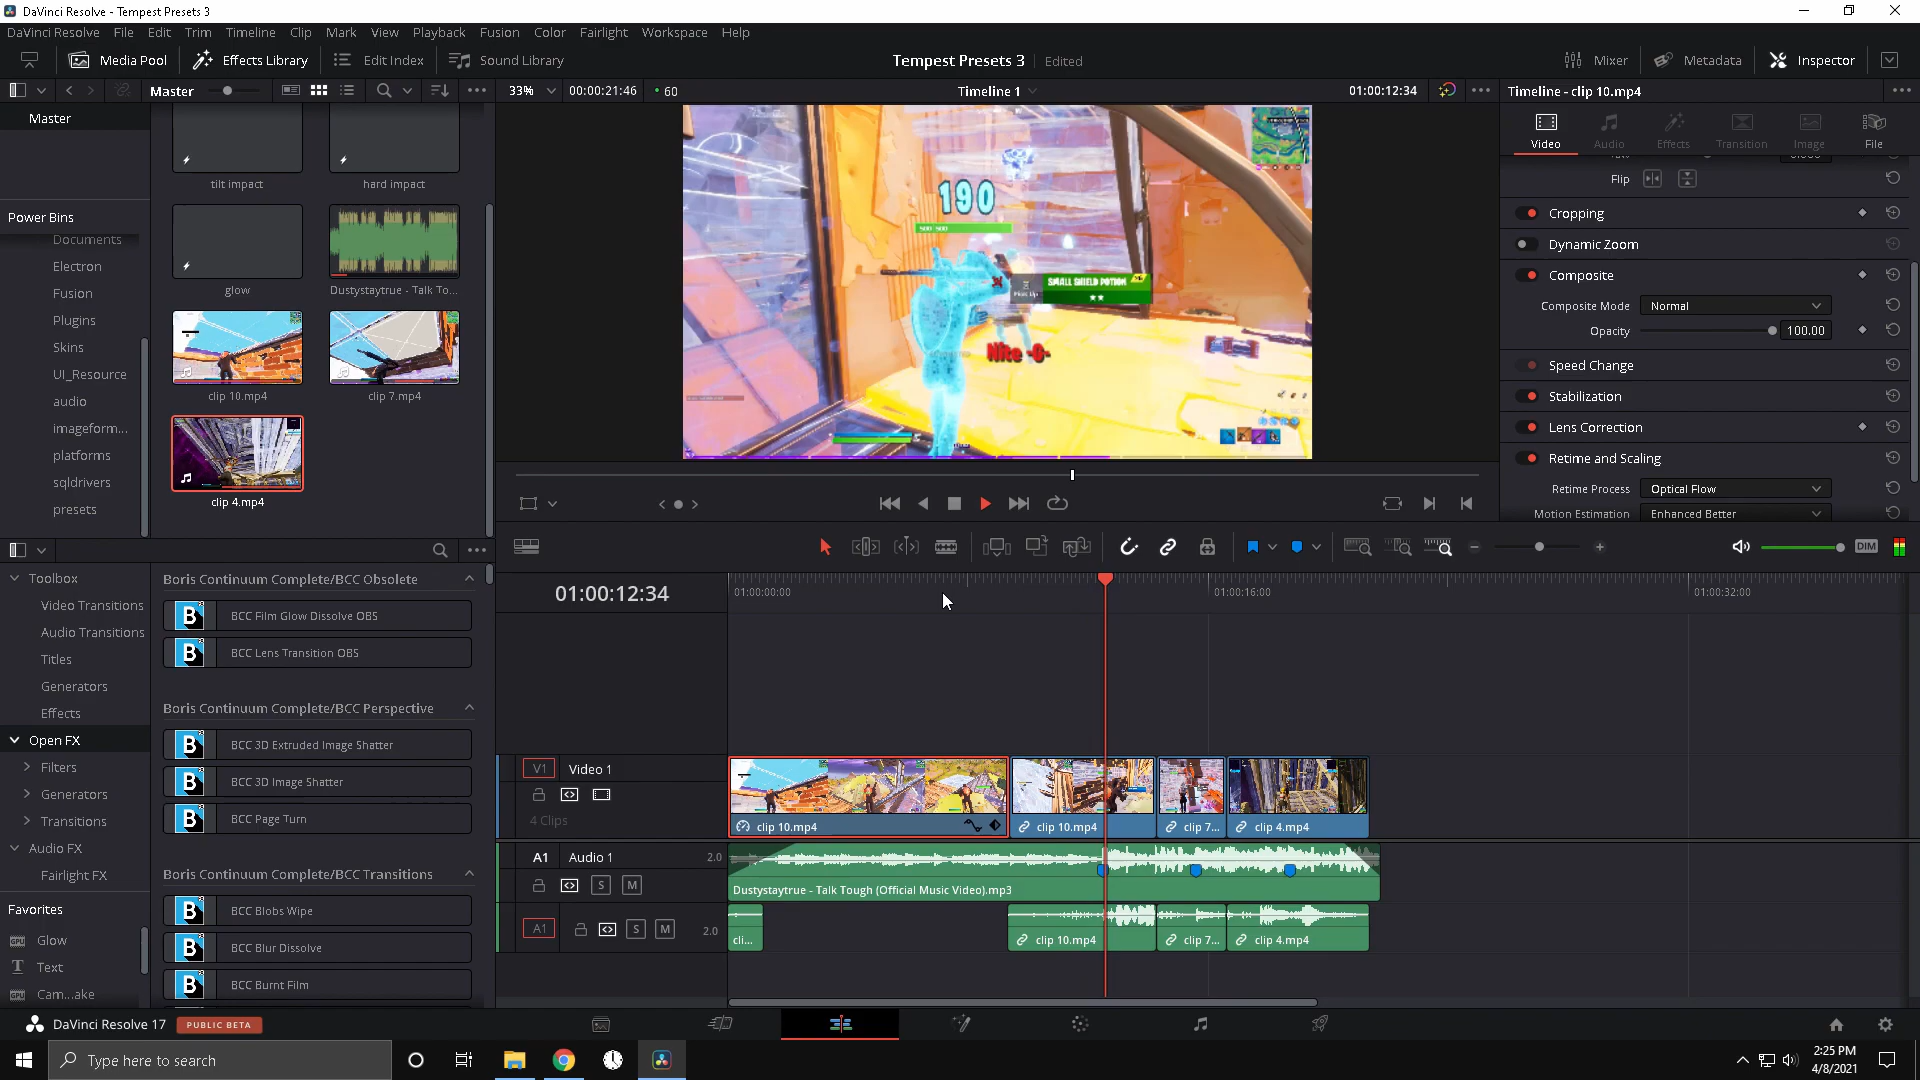 DaVinci Resolve - Tempest Presets 3
DaVinci Resolve File Edit Trim Timeline Clip Mark View Playback Fusion Color Fairlight Workspace Help
Media Pool Effects Library Edit Index Sound Library Tempest Presets 3 Edited Mixer Metadata Inspector
Master 33% 00:00:21:46 60 Timeline 1 01:00:12:34 Timeline - clip 10.mp4
Master
Power Bins
Documents
Electron
Fusion
Plugins
Skins
UI_Resource
audio
imageform...
platforms
sqldrivers
presets
tilt impact
hard impact
glow
Dustystaytrue - Talk To...
clip 10.mp4
clip 7.mp4
clip 4.mp4
190
SMALL SHIELD POTION
Nite -0-
Video Audio Effects Transition Image File
Flip
Cropping
Dynamic Zoom
Composite
Composite Mode Normal
Opacity 100.00
Speed Change
Stabilization
Lens Correction
Retime and Scaling
Retime Process Optical Flow
Motion Estimation Enhanced Better
DIM
Toolbox
Video Transitions
Audio Transitions
Titles
Generators
Effects
Open FX
Filters
Generators
Transitions
Audio FX
Fairlight FX
Favorites
Glow
Text
Cam...ake
Boris Continuum Complete/BCC Obsolete
B BCC Film Glow Dissolve OBS
B BCC Lens Transition OBS
Boris Continuum Complete/BCC Perspective
B BCC 3D Extruded Image Shatter
B BCC 3D Image Shatter
B BCC Page Turn
Boris Continuum Complete/BCC Transitions
B BCC Blobs Wipe
B BCC Blur Dissolve
B BCC Burnt Film
01:00:12:34
01:00:00:00 01:00:16:00 01:00:32:00
V1 Video 1
4 Clips
clip 10.mp4 clip 10.mp4 clip 7... clip 4.mp4
A1 Audio 1 2.0
S M
Dustystaytrue - Talk Tough (Official Music Video).mp3
A1 S M 2.0
cli... clip 10.mp4 clip 7... clip 4.mp4
DaVinci Resolve 17 PUBLIC BETA
Type here to search
2:25 PM
4/8/2021